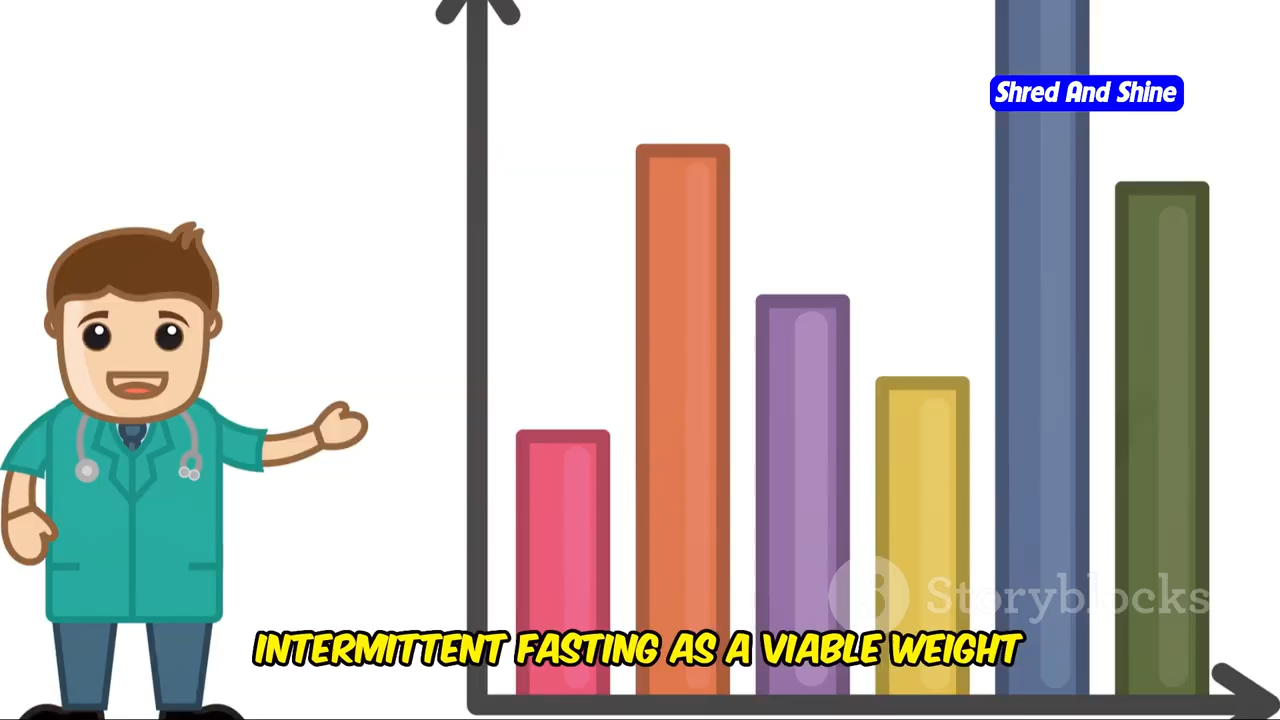 Shred And Shine
Storyblocks
INTERMITTENT FASTING AS A VIABLE WEIGHT